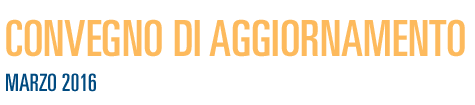 CONVEGNO DI AGGIORNAMENTO
MARZO 2016